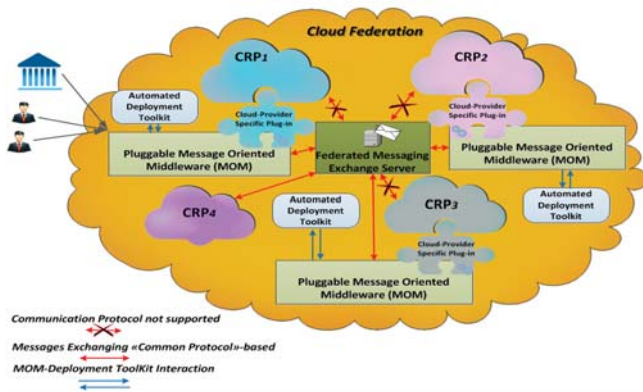 Cloud Federation
CRP1
CRP2
Automated
Deployment
Toolkit
Cloud-Provider
Specific Plug-in
Cloud-Provider
Specific Plug-in
Pluggable Message Oriented
Middleware (MOM)
Federated Messaging
Exchange Server
Pluggable Message Oriented
Middleware (MOM)
CRP4
Automated
Deployment
Toolkit
CRP3
Automated
Deployment
Toolkit
Cloud-Provider
Specific Plug-in
Pluggable Message Oriented
Middleware (MOM)
Communication Protocol not supported
Messages Exchanging «Common Protocol»-based
MOM-Deployment ToolKit Interaction